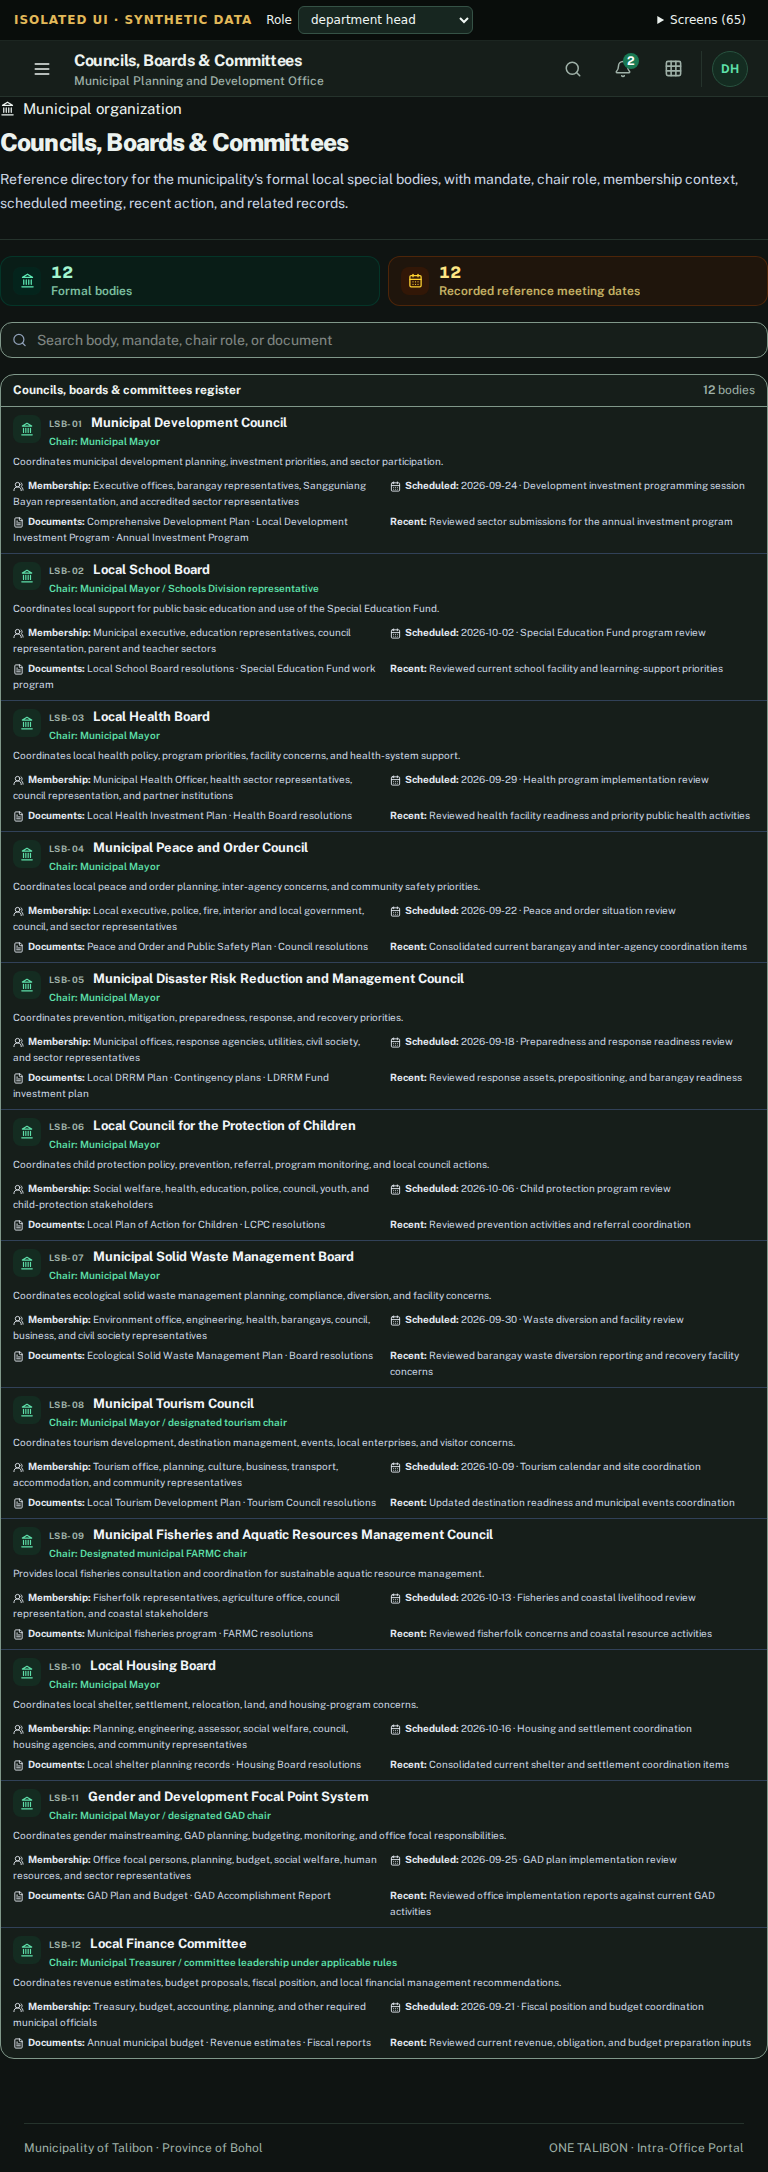 ISOLATED UI · SYNTHETIC DATA Role department head ▶ Screens (65)
Councils, Boards & Committees
Municipal Planning and Development Office
2
DH
Municipal organization
Councils, Boards & Committees
Reference directory for the municipality's formal local special bodies, with mandate, chair role, membership context,
scheduled meeting, recent action, and related records.
12
Formal bodies
12
Recorded reference meeting dates
Search body, mandate, chair role, or document
Councils, boards & committees register 12 bodies
LSB-01 Municipal Development Council
Chair: Municipal Mayor
Coordinates municipal development planning, investment priorities, and sector participation.
Membership: Executive offices, barangay representatives, Sangguniang
Bayan representation, and accredited sector representatives
Scheduled: 2026-09-24 · Development investment programming session
Documents: Comprehensive Development Plan · Local Development
Investment Program · Annual Investment Program
Recent: Reviewed sector submissions for the annual investment program
LSB-02 Local School Board
Chair: Municipal Mayor / Schools Division representative
Coordinates local support for public basic education and use of the Special Education Fund.
Membership: Municipal executive, education representatives, council
representation, parent and teacher sectors
Scheduled: 2026-10-02 · Special Education Fund program review
Documents: Local School Board resolutions · Special Education Fund work
program
Recent: Reviewed current school facility and learning-support priorities
LSB-03 Local Health Board
Chair: Municipal Mayor
Coordinates local health policy, program priorities, facility concerns, and health-system support.
Membership: Municipal Health Officer, health sector representatives,
council representation, and partner institutions
Scheduled: 2026-09-29 · Health program implementation review
Documents: Local Health Investment Plan · Health Board resolutions
Recent: Reviewed health facility readiness and priority public health activities
LSB-04 Municipal Peace and Order Council
Chair: Municipal Mayor
Coordinates local peace and order planning, inter-agency concerns, and community safety priorities.
Membership: Local executive, police, fire, interior and local government,
council, and sector representatives
Scheduled: 2026-09-22 · Peace and order situation review
Documents: Peace and Order and Public Safety Plan · Council resolutions
Recent: Consolidated current barangay and inter-agency coordination items
LSB-05 Municipal Disaster Risk Reduction and Management Council
Chair: Municipal Mayor
Coordinates prevention, mitigation, preparedness, response, and recovery priorities.
Membership: Municipal offices, response agencies, utilities, civil society,
and sector representatives
Scheduled: 2026-09-18 · Preparedness and response readiness review
Documents: Local DRRM Plan · Contingency plans · LDRRM Fund
investment plan
Recent: Reviewed response assets, prepositioning, and barangay readiness
LSB-06 Local Council for the Protection of Children
Chair: Municipal Mayor
Coordinates child protection policy, prevention, referral, program monitoring, and local council actions.
Membership: Social welfare, health, education, police, council, youth, and
child-protection stakeholders
Scheduled: 2026-10-06 · Child protection program review
Documents: Local Plan of Action for Children · LCPC resolutions
Recent: Reviewed prevention activities and referral coordination
LSB-07 Municipal Solid Waste Management Board
Chair: Municipal Mayor
Coordinates ecological solid waste management planning, compliance, diversion, and facility concerns.
Membership: Environment office, engineering, health, barangays, council,
business, and civil society representatives
Scheduled: 2026-09-30 · Waste diversion and facility review
Documents: Ecological Solid Waste Management Plan · Board resolutions
Recent: Reviewed barangay waste diversion reporting and recovery facility
concerns
LSB-08 Municipal Tourism Council
Chair: Municipal Mayor / designated tourism chair
Coordinates tourism development, destination management, events, local enterprises, and visitor concerns.
Membership: Tourism office, planning, culture, business, transport,
accommodation, and community representatives
Scheduled: 2026-10-09 · Tourism calendar and site coordination
Documents: Local Tourism Development Plan · Tourism Council resolutions
Recent: Updated destination readiness and municipal events coordination
LSB-09 Municipal Fisheries and Aquatic Resources Management Council
Chair: Designated municipal FARMC chair
Provides local fisheries consultation and coordination for sustainable aquatic resource management.
Membership: Fisherfolk representatives, agriculture office, council
representation, and coastal stakeholders
Scheduled: 2026-10-13 · Fisheries and coastal livelihood review
Documents: Municipal fisheries program · FARMC resolutions
Recent: Reviewed fisherfolk concerns and coastal resource activities
LSB-10 Local Housing Board
Chair: Municipal Mayor
Coordinates local shelter, settlement, relocation, land, and housing-program concerns.
Membership: Planning, engineering, assessor, social welfare, council,
housing agencies, and community representatives
Scheduled: 2026-10-16 · Housing and settlement coordination
Documents: Local shelter planning records · Housing Board resolutions
Recent: Consolidated current shelter and settlement coordination items
LSB-11 Gender and Development Focal Point System
Chair: Municipal Mayor / designated GAD chair
Coordinates gender mainstreaming, GAD planning, budgeting, monitoring, and office focal responsibilities.
Membership: Office focal persons, planning, budget, social welfare, human
resources, and sector representatives
Scheduled: 2026-09-25 · GAD plan implementation review
Documents: GAD Plan and Budget · GAD Accomplishment Report
Recent: Reviewed office implementation reports against current GAD
activities
LSB-12 Local Finance Committee
Chair: Municipal Treasurer / committee leadership under applicable rules
Coordinates revenue estimates, budget proposals, fiscal position, and local financial management recommendations.
Membership: Treasury, budget, accounting, planning, and other required
municipal officials
Scheduled: 2026-09-21 · Fiscal position and budget coordination
Documents: Annual municipal budget · Revenue estimates · Fiscal reports
Recent: Reviewed current revenue, obligation, and budget preparation inputs
Municipality of Talibon · Province of Bohol
ONE TALIBON · Intra-Office Portal